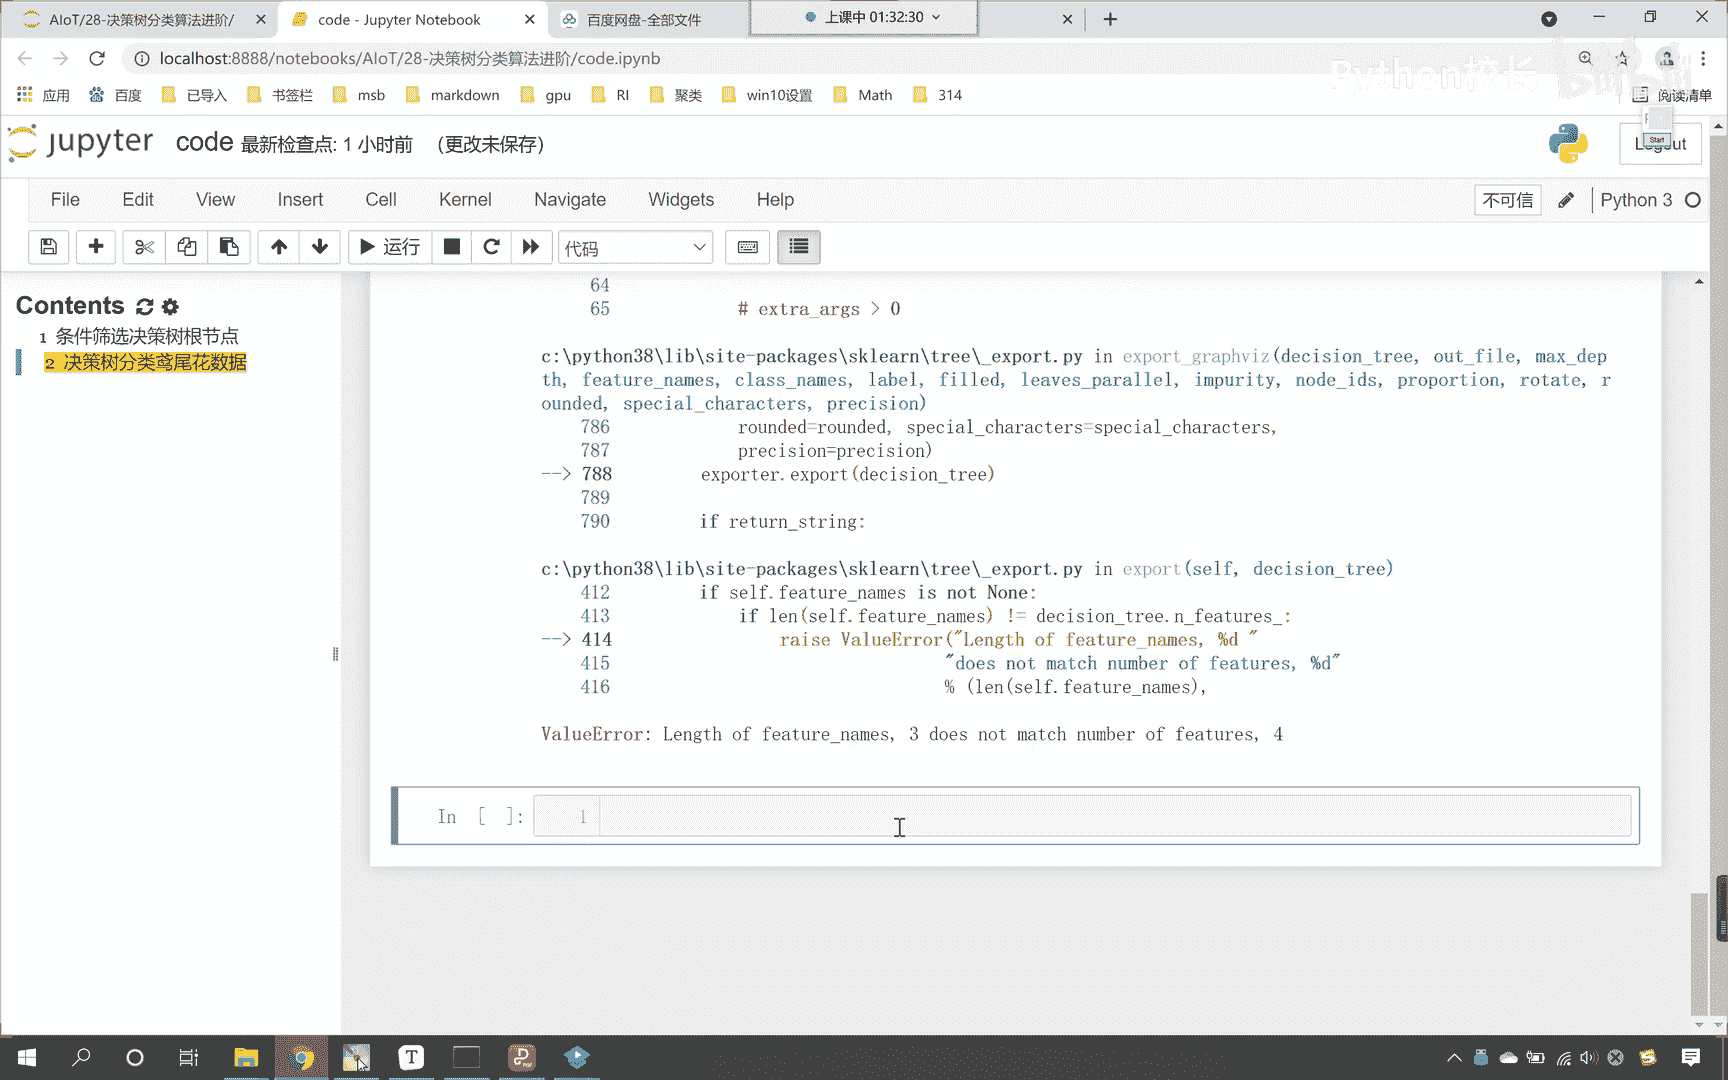 AIoT/28-决策树分类算法进阶/
code - Jupyter Notebook
百度网盘-全部文件
上课中 01:32:30
localhost:8888/notebooks/AIoT/28-决策树分类算法进阶/code.ipynb
Python校长
应用
百度
已导入
书签栏
msb
markdown
gpu
RI
聚类
win10设置
Math
314
阅读清单
jupyter
code 最新检查点: 1 小时前 (更改未保存)
Start
Logout
File Edit View Insert Cell Kernel Navigate Widgets Help
不可信
Python 3
运行
代码
Contents
1 条件筛选决策树根节点
2 决策树分类鸢尾花数据
64
65 # extra_args > 0
c:\python38\lib\site-packages\sklearn\tree\_export.py in export_graphviz(decision_tree, out_file, max_dep
th, feature_names, class_names, label, filled, leaves_parallel, impurity, node_ids, proportion, rotate, r
ounded, special_characters, precision)
786 rounded=rounded, special_characters=special_characters,
787 precision=precision)
--> 788 exporter.export(decision_tree)
789
790 if return_string:
c:\python38\lib\site-packages\sklearn\tree\_export.py in export(self, decision_tree)
412 if self.feature_names is not None:
413 if len(self.feature_names) != decision_tree.n_features_:
--> 414 raise ValueError("Length of feature_names, %d "
415 "does not match number of features, %d"
416 % (len(self.feature_names),
ValueError: Length of feature_names, 3 does not match number of features, 4
In [ ]: 1